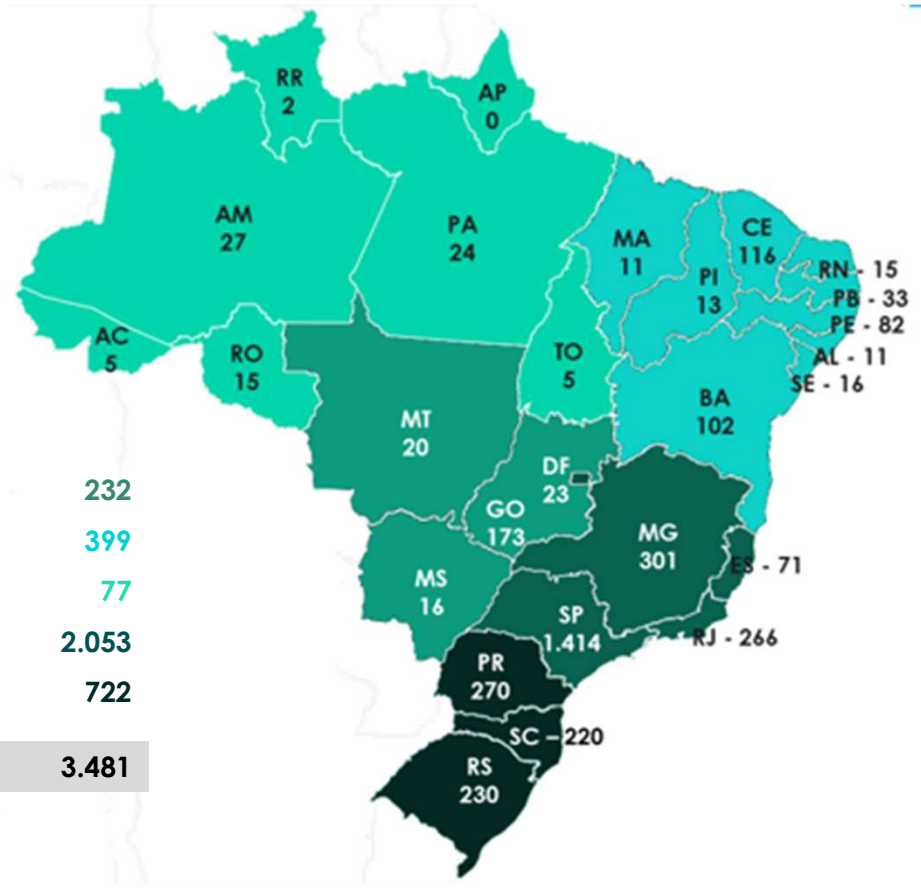 RR
2
AP
0
AM
27
PA
24
MA
11
PI
13
CE
116
RN - 15
PB - 33
PE - 82
AL - 11
SE - 16
AC
5
RO
15
TO
5
BA
102
MT
20
DF
23
GO
173
MG
301
ES - 71
MS
16
SP
1.414
RJ - 266
PR
270
SC – 220
RS
230
232
399
77
2.053
722
3.481